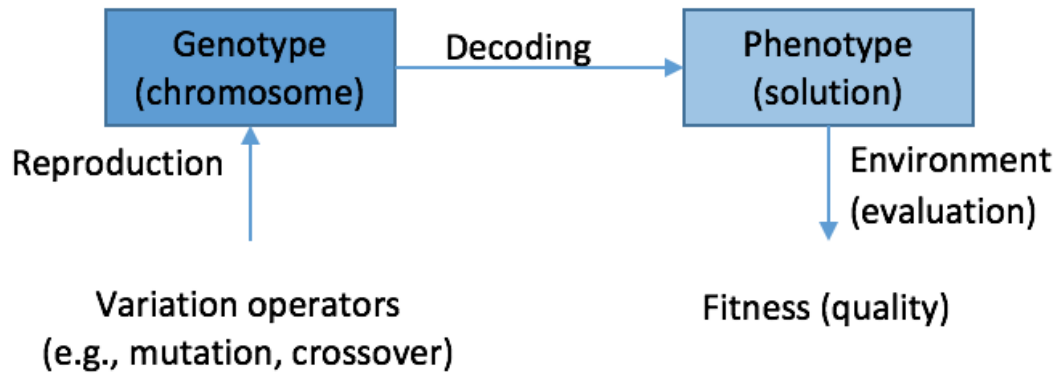 Genotype
(chromosome)
Decoding
Phenotype
(solution)
Reproduction
Environment
(evaluation)
Variation operators
(e.g., mutation, crossover)
Fitness (quality)